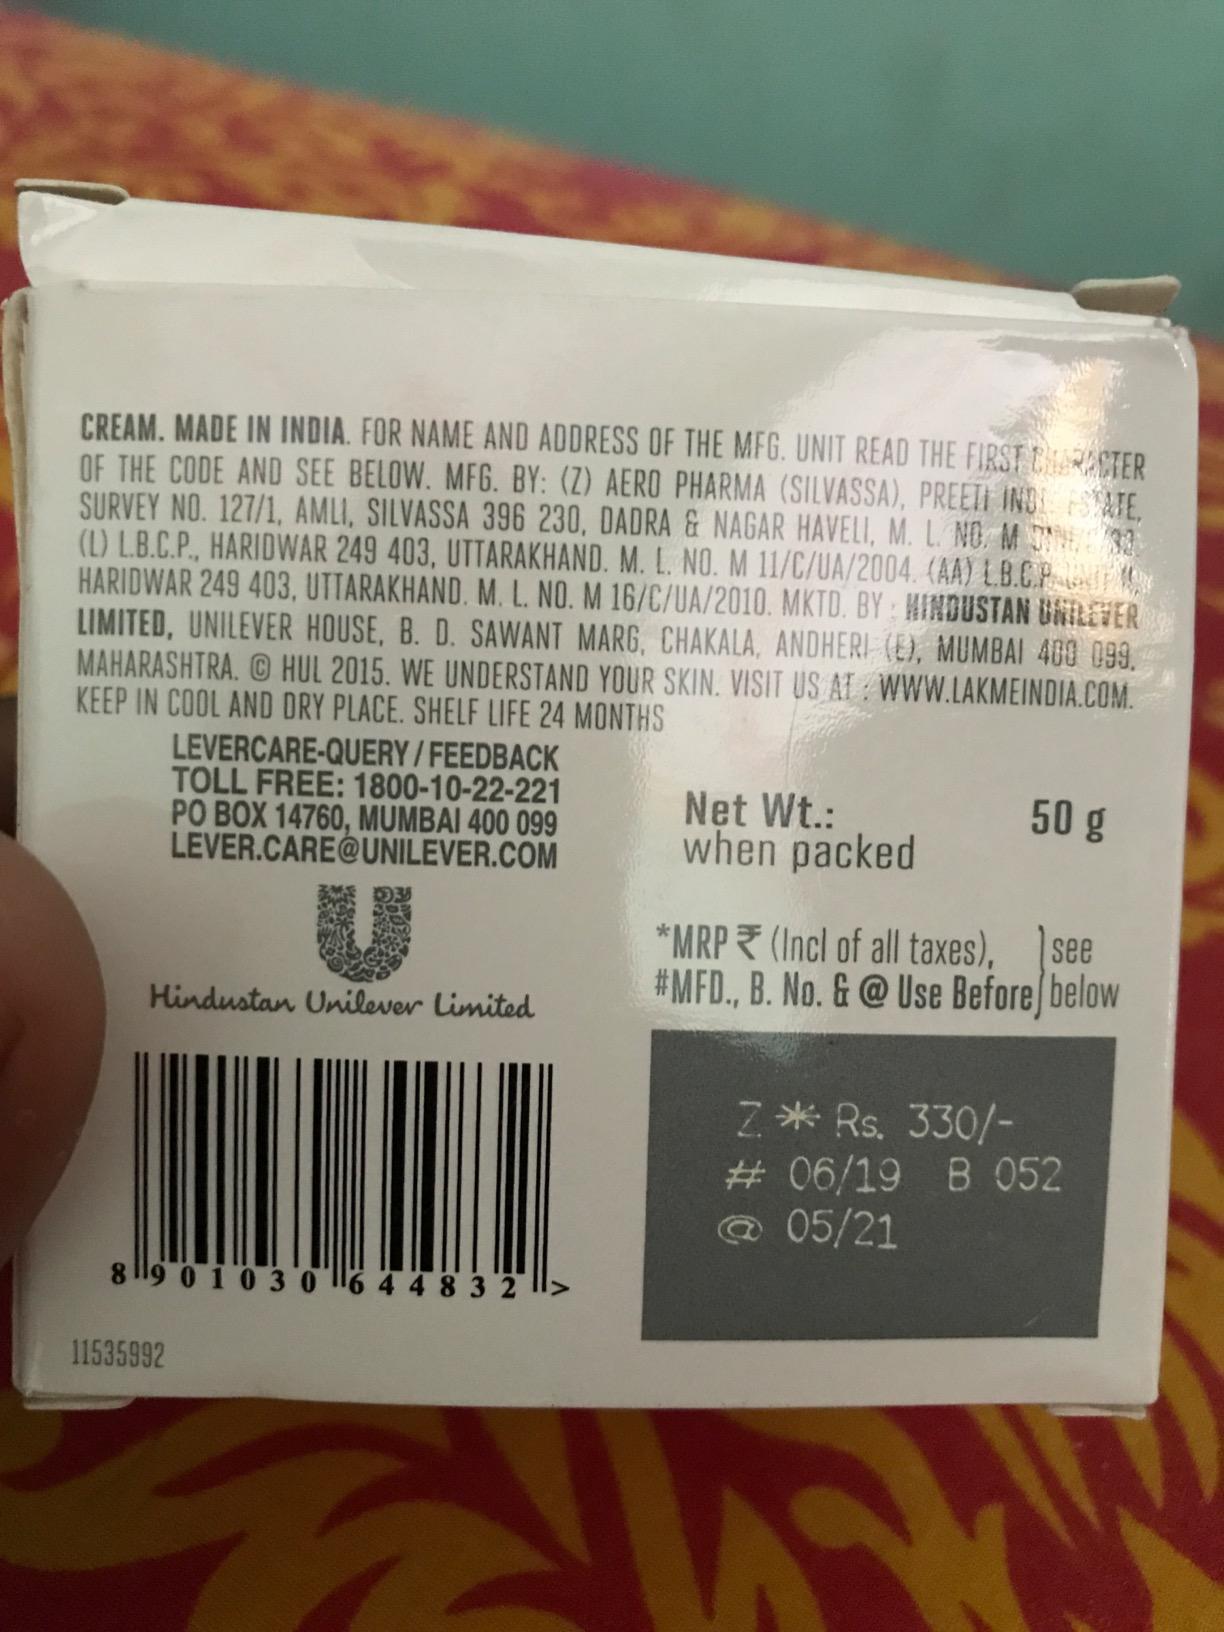 CREAM. MADE IN INDIA. FOR NAME AND ADDRESS OF THE MFG. UNIT READ THE FIRST CHARACTER
OF THE CODE AND SEE BELOW. MFG. BY: (Z) AERO PHARMA (SILVASSA), PREETI INDL. ESTATE,
SURVEY NO. 127/1, AMLI, SILVASSA 396 230, DADRA & NAGAR HAVELI, M. L. NO. M
(L) L.B.C.P., HARIDWAR 249 403, UTTARAKHAND. M. L. NO. M 11/C/UA/2004. (AA) L.B.C.P.
HARIDWAR 249 403, UTTARAKHAND. M. L. NO. M 16/C/UA/2010. MKTD. BY : HINDUSTAN UNILEVER
LIMITED, UNILEVER HOUSE, B. D. SAWANT MARG, CHAKALA, ANDHERI (E), MUMBAI 400 099,
MAHARASHTRA. © HUL 2015. WE UNDERSTAND YOUR SKIN. VISIT US AT : WWW.LAKMEINDIA.COM.
KEEP IN COOL AND DRY PLACE. SHELF LIFE 24 MONTHS
LEVERCARE-QUERY / FEEDBACK
TOLL FREE: 1800-10-22-221
PO BOX 14760, MUMBAI 400 099
LEVER.CARE@UNILEVER.COM
Hindustan Unilever Limited
8 901030 644832 >
11535992
Net Wt.: 50 g
when packed
*MRP ₹ (Incl of all taxes), } see
#MFD., B. No. & @ Use Before } below
Z * Rs. 330/-
# 06/19 B 052
@ 05/21